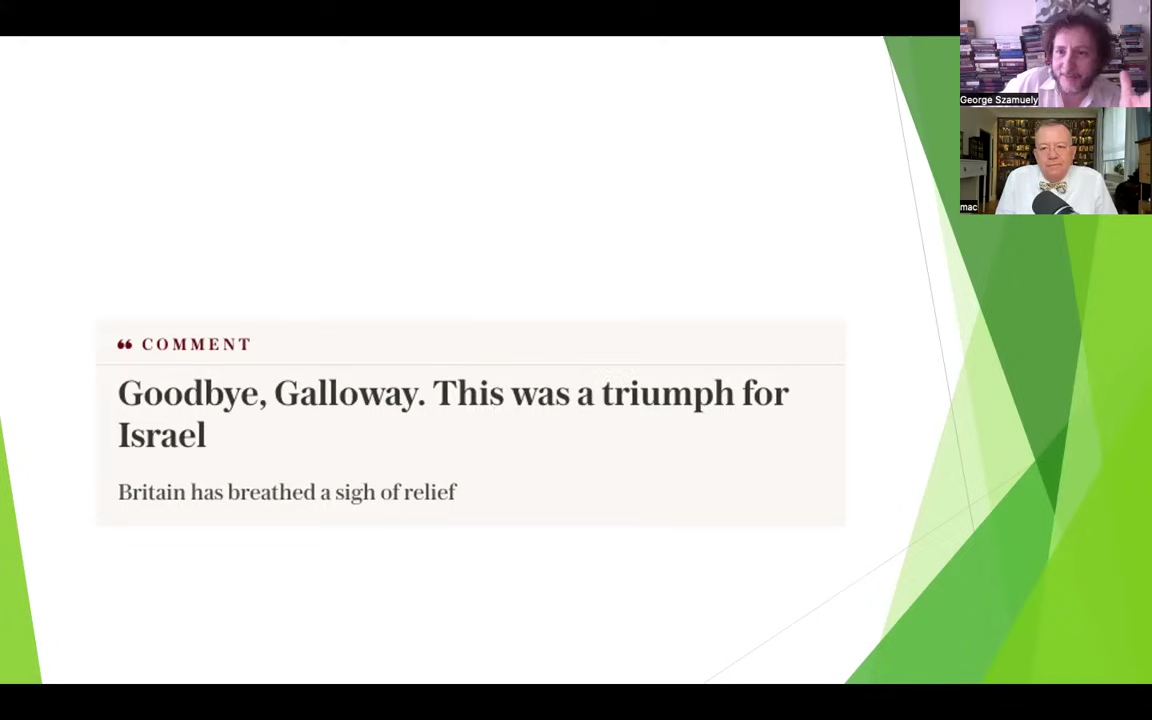 George Szamuely
mac
❝ COMMENT
Goodbye, Galloway. This was a triumph for
Israel
Britain has breathed a sigh of relief